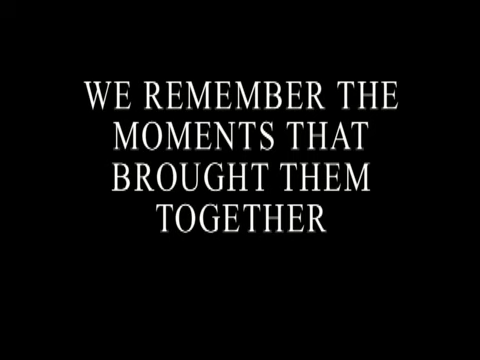 WE REMEMBER THE
MOMENTS THAT
BROUGHT THEM
TOGETHER